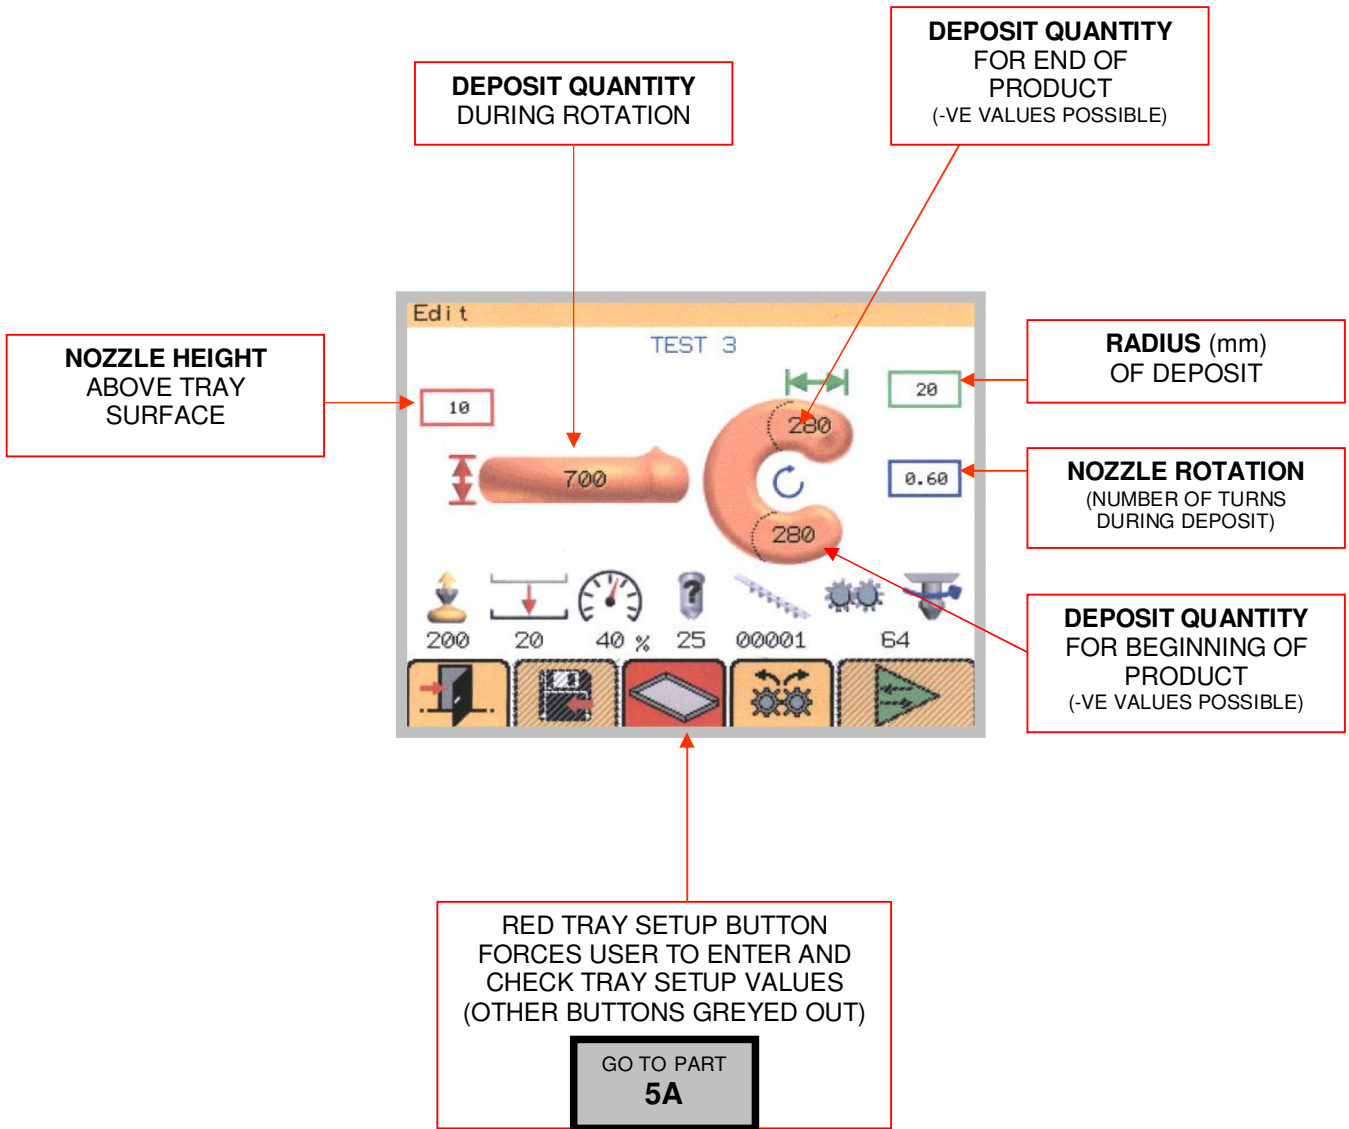 DEPOSIT QUANTITY
FOR END OF
PRODUCT
(-VE VALUES POSSIBLE)
DEPOSIT QUANTITY
DURING ROTATION
NOZZLE HEIGHT
ABOVE TRAY
SURFACE
Edit
TEST 3
10
20
280
700
0.60
280
?
200
20
40 %
25
00001
64
RADIUS (mm)
OF DEPOSIT
NOZZLE ROTATION
(NUMBER OF TURNS
DURING DEPOSIT)
DEPOSIT QUANTITY
FOR BEGINNING OF
PRODUCT
(-VE VALUES POSSIBLE)
RED TRAY SETUP BUTTON
FORCES USER TO ENTER AND
CHECK TRAY SETUP VALUES
(OTHER BUTTONS GREYED OUT)
GO TO PART
5A